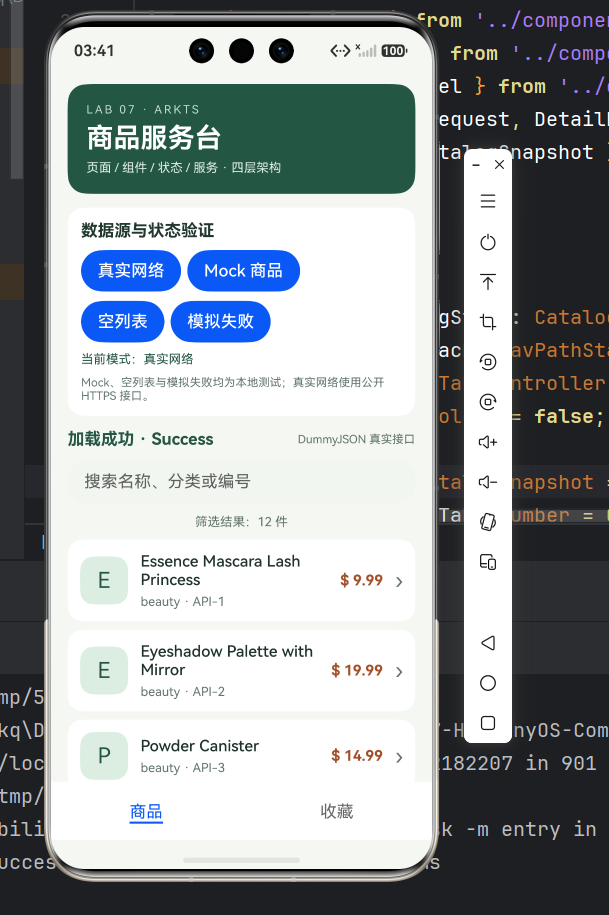 from '../componen
03:41
100
from '../compo
el } from '../
LAB 07 · ARKTS
商品服务台
equest, DetailR
页面 / 组件 / 状态 / 服务 · 四层架构
talogSnapshot }
数据源与状态验证
真实网络
Mock 商品
gS
: Catalo
空列表
模拟失败
ac
avPathSta
当前模式：真实网络
Ta
ontroller
Mock、空列表与模拟失败均为本地测试；真实网络使用公开
HTTPS 接口。
ol
= false;
加载成功 · Success
DummyJSON 真实接口
搜索名称、分类或编号
ta
napshot =
筛选结果：12 件
Ta
umber =
E
Essence Mascara Lash
Princess
beauty · API-1
$ 9.99
E
Eyeshadow Palette with
Mirror
beauty · API-2
$ 19.99
mp/5
kq\D
7-H
nyOS-Com
P
Powder Canister
beauty · API-3
$ 14.99
/loc
182207 in 901
tmp/
商品
收藏
bili
sk -m entry in
ucces
s